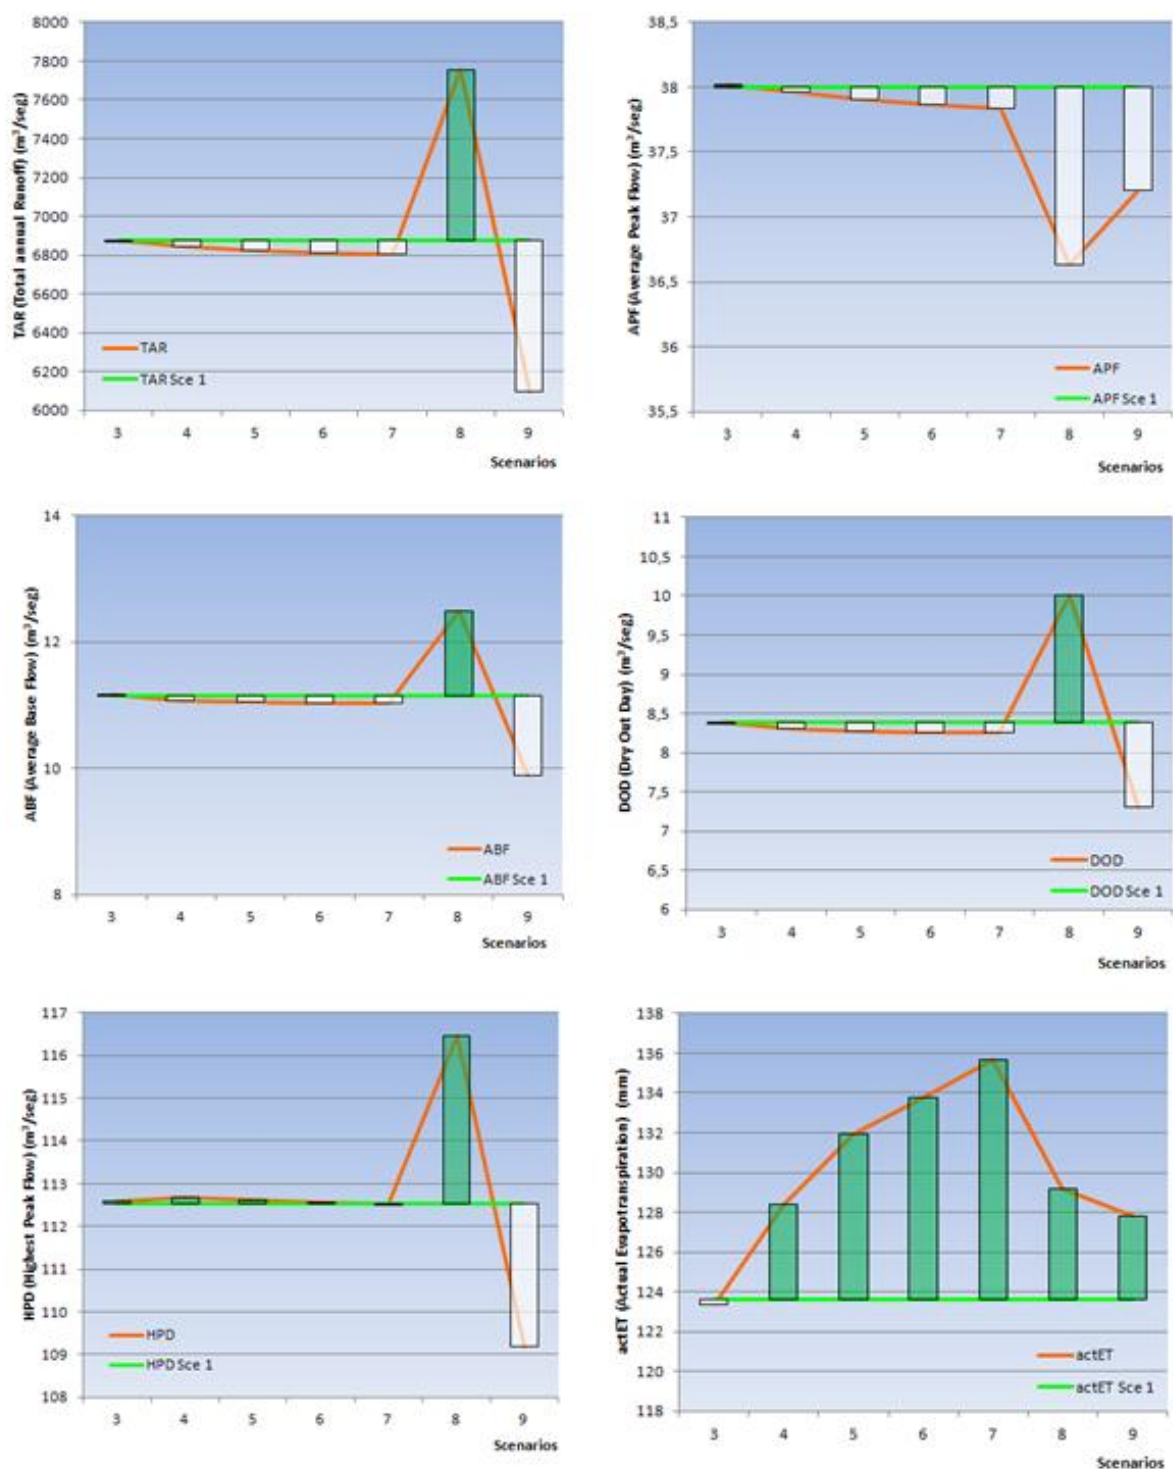 8000
7800
7600
7400
7200
7000
6800
6600
6400
6200
6000
TAR (Total annual Runoff) (m³/seg)
TAR
TAR Sce 1
3 4 5 6 7 8 9
Scenarios
38,5
38
37,5
37
36,5
36
35,5
APF (Average Peak Flow) (m³/seg)
APF
APF Sce 1
3 4 5 6 7 8 9
Scenarios
14
12
10
8
ABF (Average Base Flow) (m³/seg)
ABF
ABF Sce 1
3 4 5 6 7 8 9
Scenarios
11
10,5
10
9,5
9
8,5
8
7,5
7
6,5
6
DOD (Dry Out Day) (m³/seg)
DOD
DOD Sce 1
3 4 5 6 7 8 9
Scenarios
117
116
115
114
113
112
111
110
109
108
HPD (Highest Peak Flow) (m³/seg)
HPD
HPD Sce 1
3 4 5 6 7 8 9
Scenarios
138
136
134
132
130
128
126
124
122
120
118
actET (Actual Evapotranspiration) (mm)
actET
actET Sce 1
3 4 5 6 7 8 9
Scenarios